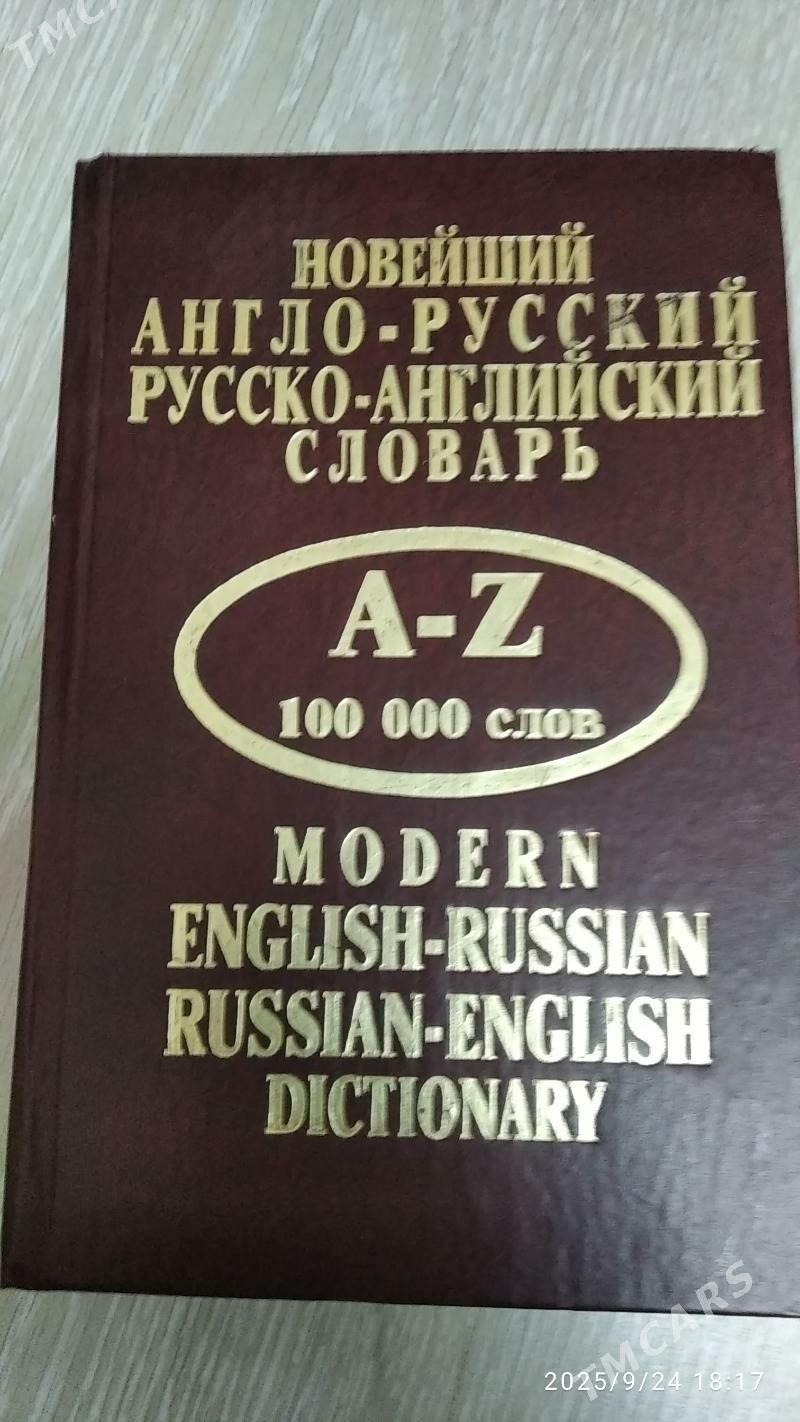 НОВЕЙШИЙ
АНГЛО-РУССКИЙ
РУССКО-АНГЛИЙСКИЙ
СЛОВАРЬ
A-Z
100 000 слов
MODERN
ENGLISH-RUSSIAN
RUSSIAN-ENGLISH
DICTIONARY
TMCARS
2025/9/24 18:17